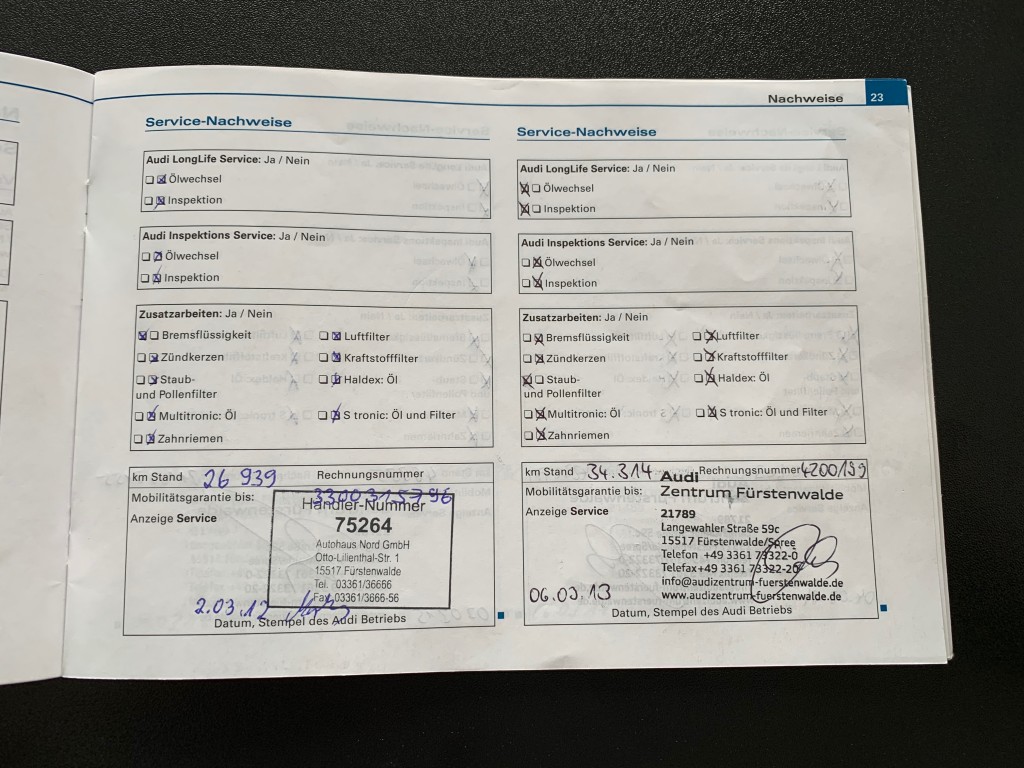 Nachweise 23
Service-Nachweise
Audi LongLife Service: Ja / Nein
Ölwechsel
Inspektion
Audi Inspektions Service: Ja / Nein
Ölwechsel
Inspektion
Zusatzarbeiten: Ja / Nein
Bremsflüssigkeit Luftfilter
Zündkerzen Kraftstofffilter
Staub- Haldex: Öl
und Pollenfilter
Multitronic: Öl S tronic: Öl und Filter
Zahnriemen
km Stand 26 939 Rechnungsnummer
Mobilitätsgarantie bis: 3300315796
Anzeige Service
Händler-Nummer
75264
Autohaus Nord GmbH
Otto-Lilienthal-Str. 1
15517 Fürstenwalde
Tel. 03361/36666
Fax 03361/3666-56
2.03.12
Datum, Stempel des Audi Betriebs
Service-Nachweise
Audi LongLife Service: Ja / Nein
Ölwechsel
Inspektion
Audi Inspektions Service: Ja / Nein
Ölwechsel
Inspektion
Zusatzarbeiten: Ja / Nein
Bremsflüssigkeit Luftfilter
Zündkerzen Kraftstofffilter
Staub- Haldex: Öl
und Pollenfilter
Multitronic: Öl S tronic: Öl und Filter
Zahnriemen
km Stand 34.314 Rechnungsnummer 4200199
Mobilitätsgarantie bis:
Anzeige Service
Audi
Zentrum Fürstenwalde
21789
Langewahler Straße 59c
15517 Fürstenwalde/Spree
Telefon +49 3361 73322-0
Telefax +49 3361 73322-20
info@audizentrum-fuerstenwalde.de
www.audizentrum-fuerstenwalde.de
06.03.13
Datum, Stempel des Audi Betriebs